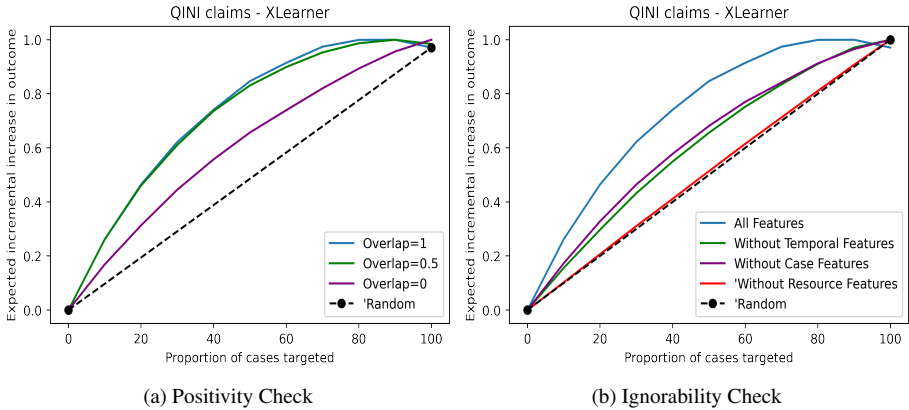 QINI claims - XLearner
Expected incremental increase in outcome
1.0
0.8
0.6
0.4
0.2
0.0
Overlap=1
Overlap=0.5
Overlap=0
'Random
0 20 40 60 80 100
Proportion of cases targeted
(a) Positivity Check
QINI claims - XLearner
Expected incremental increase in outcome
1.0
0.8
0.6
0.4
0.2
0.0
All Features
Without Temporal Features
Without Case Features
'Without Resource Features
'Random
0 20 40 60 80 100
Proportion of cases targeted
(b) Ignorability Check